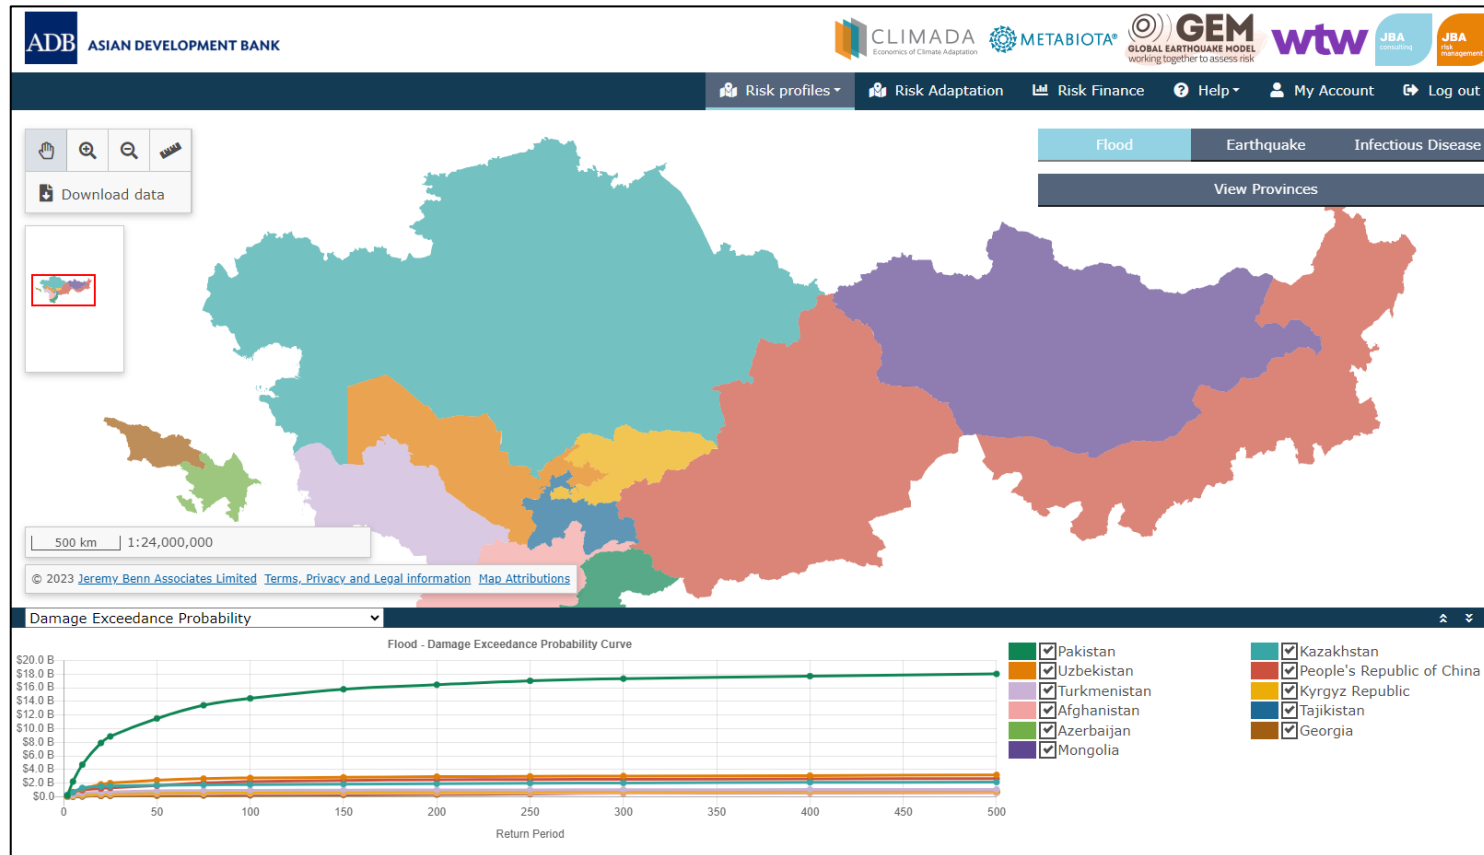 ADB ASIAN DEVELOPMENT BANK
CLIMADA
Economics of Climate Adaptation
METABIOTA®
GEM
GLOBAL EARTHQUAKE MODEL
working together to assess risk
wtw
JBA
consulting
JBA
risk
management
Risk profiles
Risk Adaptation
Risk Finance
Help
My Account
Log out
Download data
Flood
Earthquake
Infectious Disease
View Provinces
500 km 1:24,000,000
© 2023 Jeremy Benn Associates Limited Terms, Privacy and Legal information Map Attributions
Damage Exceedance Probability
Flood - Damage Exceedance Probability Curve
$20.0 B
$18.0 B
$16.0 B
$14.0 B
$12.0 B
$10.0 B
$8.0 B
$6.0 B
$4.0 B
$2.0 B
$0.0
0 50 100 150 200 250 300 350 400 450 500
Return Period
Pakistan
Uzbekistan
Turkmenistan
Afghanistan
Azerbaijan
Mongolia
Kazakhstan
People's Republic of China
Kyrgyz Republic
Tajikistan
Georgia